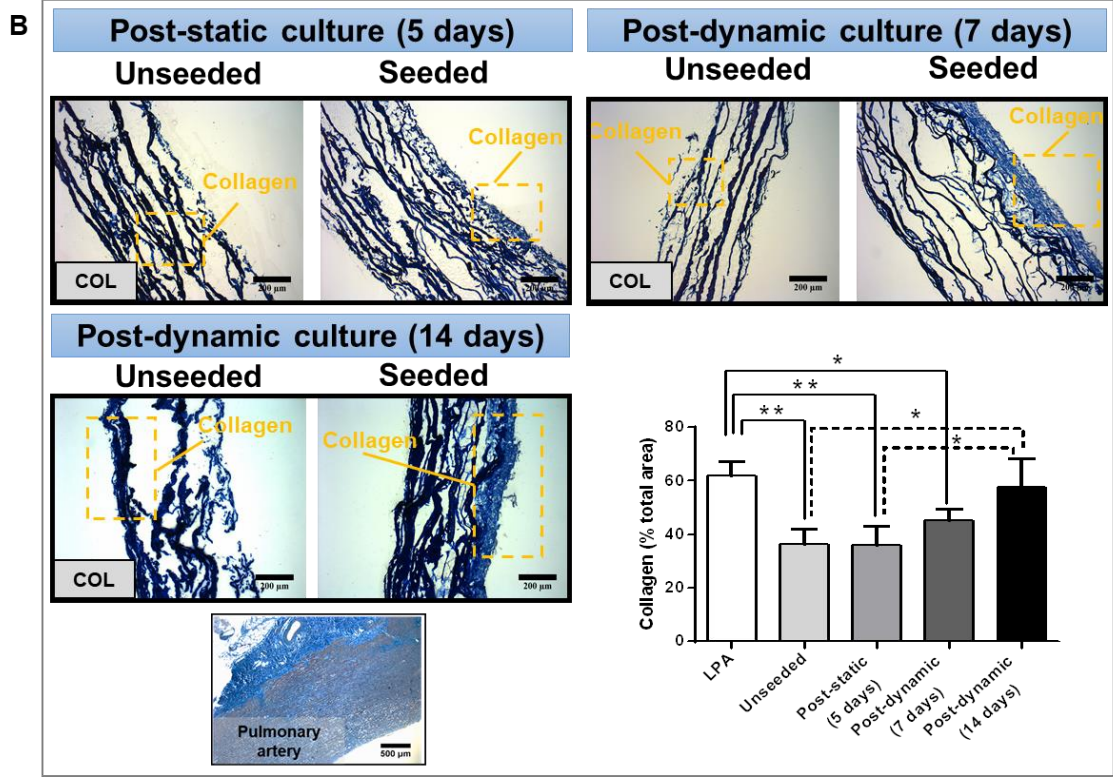 B
Post-static culture (5 days)
Unseeded
Seeded
Collagen
Collagen
COL
200 µm
200 µm
Post-dynamic culture (7 days)
Unseeded
Seeded
Collagen
Collagen
COL
200 µm
200 µm
Post-dynamic culture (14 days)
Unseeded
Seeded
Collagen
Collagen
COL
200 µm
200 µm
Pulmonary
artery
500 µm
*
**
**
*
*
Collagen (% total area)
80
60
40
20
0
LPA
Unseeded
Post-static
(5 days)
Post-dynamic
(7 days)
Post-dynamic
(14 days)